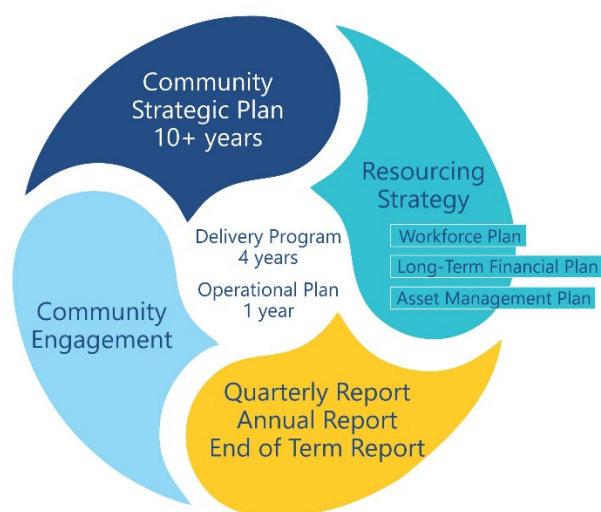 Community
Strategic Plan
10+ years
Resourcing
Strategy
Workforce Plan
Long-Term Financial Plan
Asset Management Plan
Delivery Program
4 years
Operational Plan
1 year
Community
Engagement
Quarterly Report
Annual Report
End of Term Report